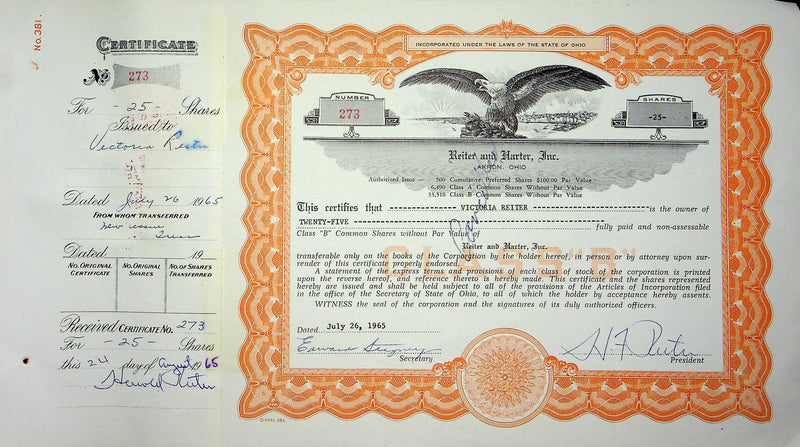 No. 381.
CERTIFICATE
No 273
For - 25 - Shares
Issued to
Victoria Reiter
Dated July 26 1965
FROM WHOM TRANSFERRED
new issue
Dated 19
NO. ORIGINAL CERTIFICATE
NO. ORIGINAL SHARES
NO. OF SHARES TRANSFERRED
Received CERTIFICATE NO. 273
For - 25 - Shares
this 24 day of August 1965
Harold Reiter
INCORPORATED UNDER THE LAWS OF THE STATE OF OHIO
NUMBER
273
SHARES
-25-
Reiter and Harter, Inc.
AKRON, OHIO
Authorized Issue — 500 Cumulative, Preferred Shares $100.00 Par Value
6,490 Class A Common Shares Without Par Value
33,510 Class B Common Shares Without Par Value
This certifies that VICTORIA REITER is the owner of
TWENTY-FIVE fully paid and non-assessable
Class "B" Common Shares without Par Value of
Reiter and Harter, Inc.
CLASS "B"
transferable only on the books of the Corporation by the holder hereof, in person or by attorney upon surrender of this certificate properly endorsed.
A statement of the express terms of shares of each class of stock of the corporation is printed
upon the reverse hereof, and reference thereto is hereby made. This certificate and the shares represented
hereby are issued and shall be held subject to all of the provisions of the Articles of Incorporation filed
in the office of the Secretary of State of Ohio, to all of which the holder by acceptance hereby assents.
WITNESS the seal of the corporation and the signatures of its duly authorized officers.
Dated July 26, 1965
Edward
Secretary
H F Reiter
President